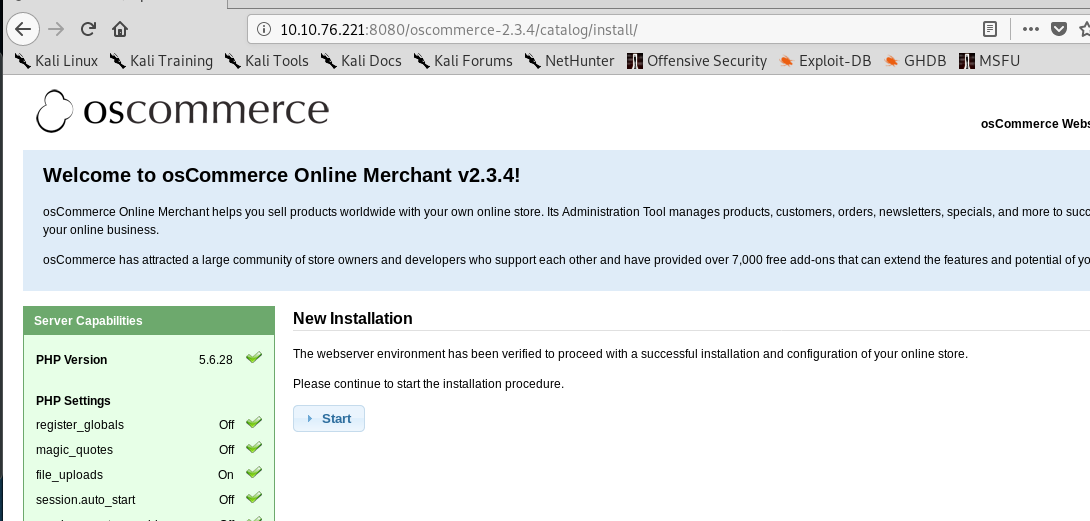 10.10.76.221:8080/oscommerce-2.3.4/catalog/install/
Kali Linux Kali Training Kali Tools Kali Docs Kali Forums NetHunter Offensive Security Exploit-DB GHDB MSFU
oscommerce
osCommerce Webs
Welcome to osCommerce Online Merchant v2.3.4!
osCommerce Online Merchant helps you sell products worldwide with your own online store. Its Administration Tool manages products, customers, orders, newsletters, specials, and more to succ
your online business.
osCommerce has attracted a large community of store owners and developers who support each other and have provided over 7,000 free add-ons that can extend the features and potential of yo
Server Capabilities
PHP Version 5.6.28
PHP Settings
register_globals Off
magic_quotes Off
file_uploads On
session.auto_start Off
New Installation
The webserver environment has been verified to proceed with a successful installation and configuration of your online store.
Please continue to start the installation procedure.
Start